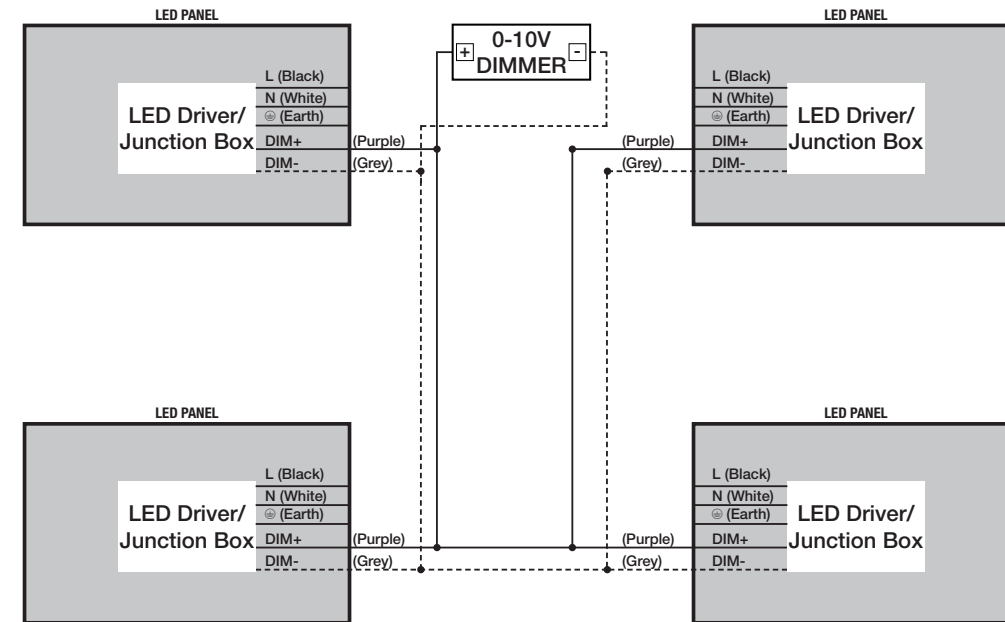 LED PANEL
L (Black)
N (White)
⏚ (Earth)
DIM+
DIM-
LED Driver/
Junction Box
(Purple)
(Grey)
+
0-10V
DIMMER
-
LED PANEL
(Purple)
(Grey)
L (Black)
N (White)
⏚ (Earth)
DIM+
DIM-
LED Driver/
Junction Box
LED PANEL
L (Black)
N (White)
⏚ (Earth)
DIM+
DIM-
LED Driver/
Junction Box
(Purple)
(Grey)
LED PANEL
(Purple)
(Grey)
L (Black)
N (White)
⏚ (Earth)
DIM+
DIM-
LED Driver/
Junction Box